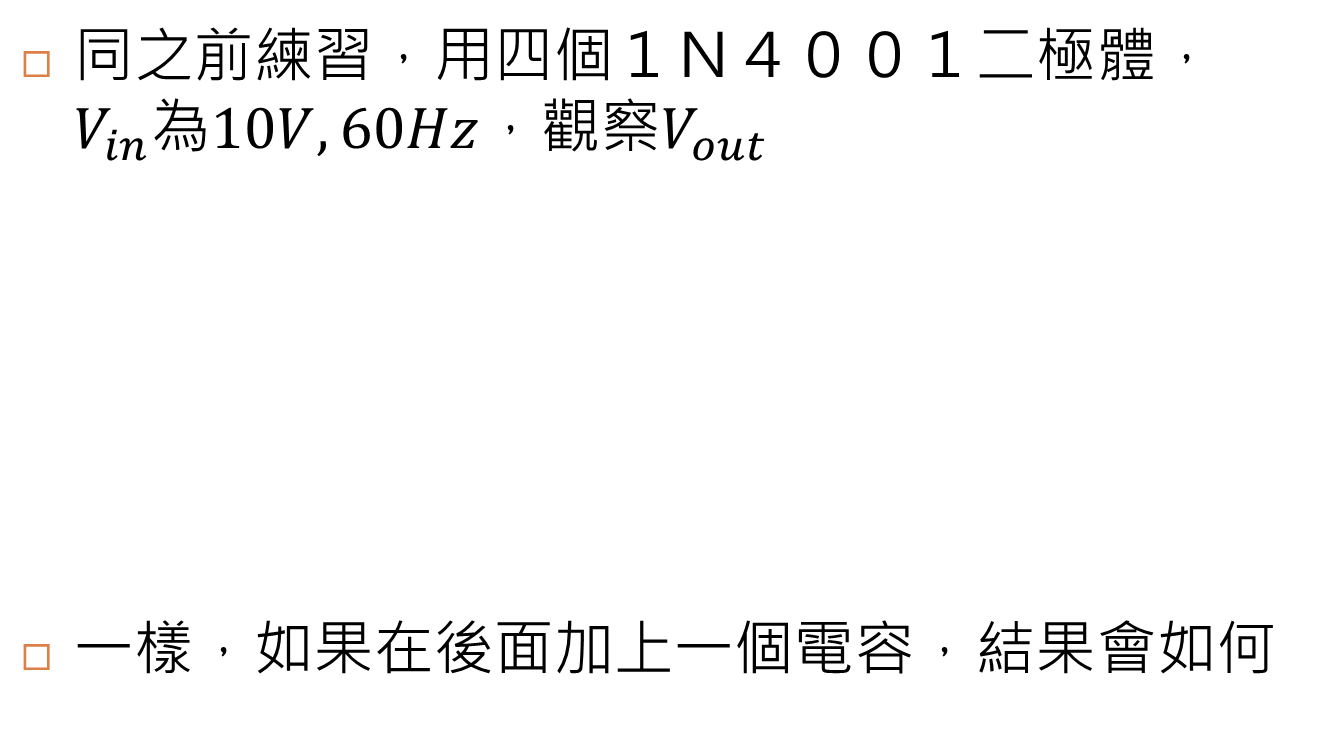 同之前練習，用四個１Ｎ４００１二極體，
V_in為10V, 60Hz，觀察V_out
一樣，如果在後面加上一個電容，結果會如何